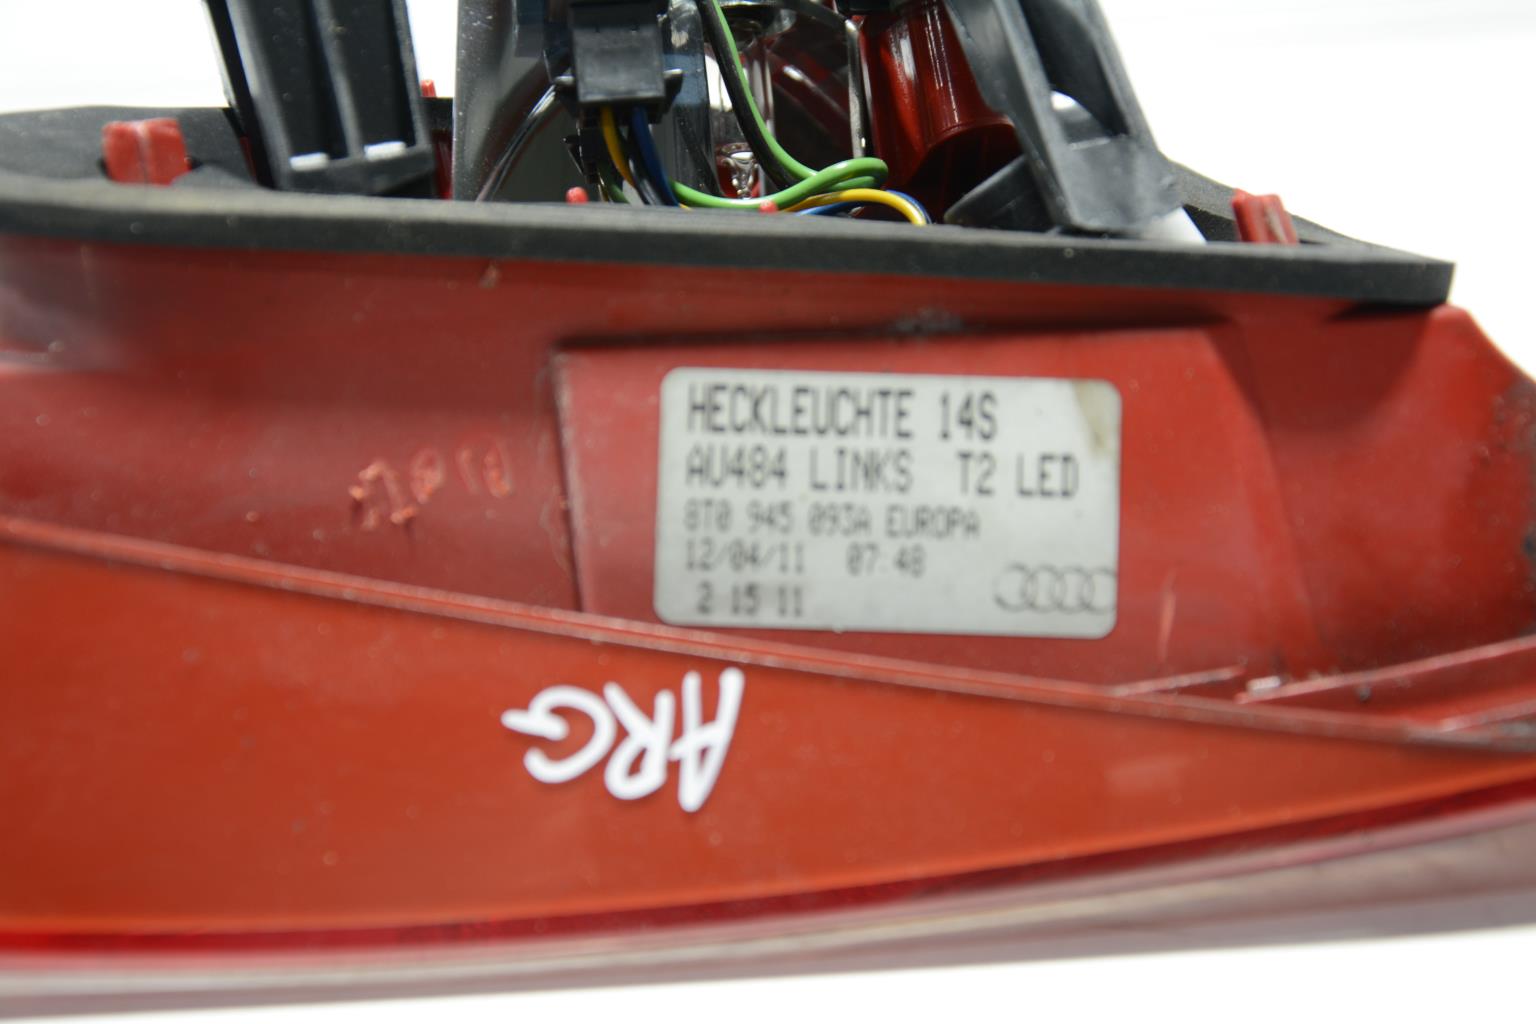 HECKLEUCHTE 14S
AU484 LINKS T2 LED
8T0 945 093A EUROPA
12/04/11 07:48
2 15 11
ARG